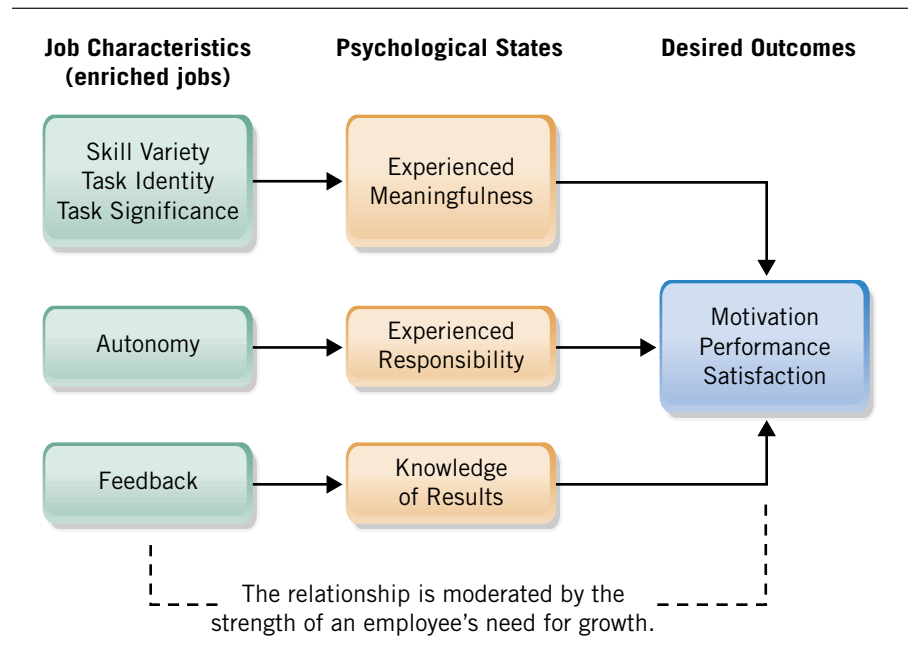 Job Characteristics
(enriched jobs)
Psychological States
Desired Outcomes
Skill Variety
Task Identity
Task Significance
Experienced
Meaningfulness
Autonomy
Experienced
Responsibility
Motivation
Performance
Satisfaction
Feedback
Knowledge
of Results
The relationship is moderated by the
strength of an employee’s need for growth.